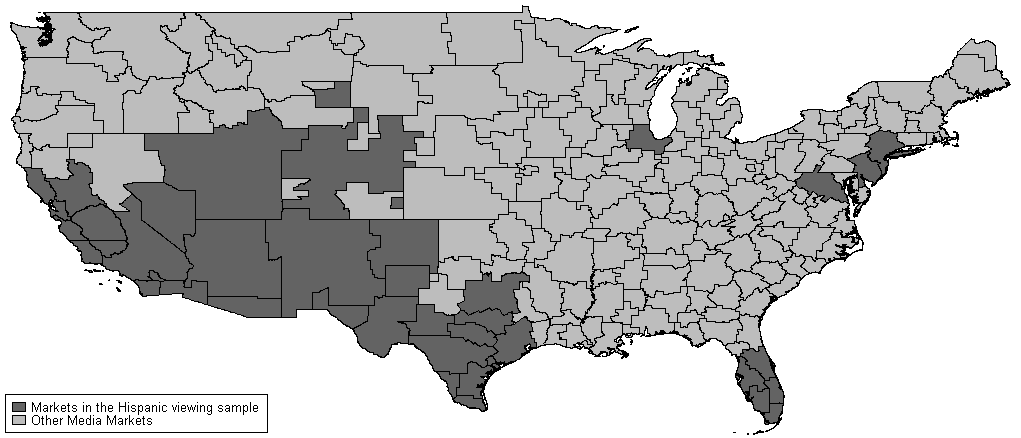 Markets in the Hispanic viewing sample
Other Media Markets